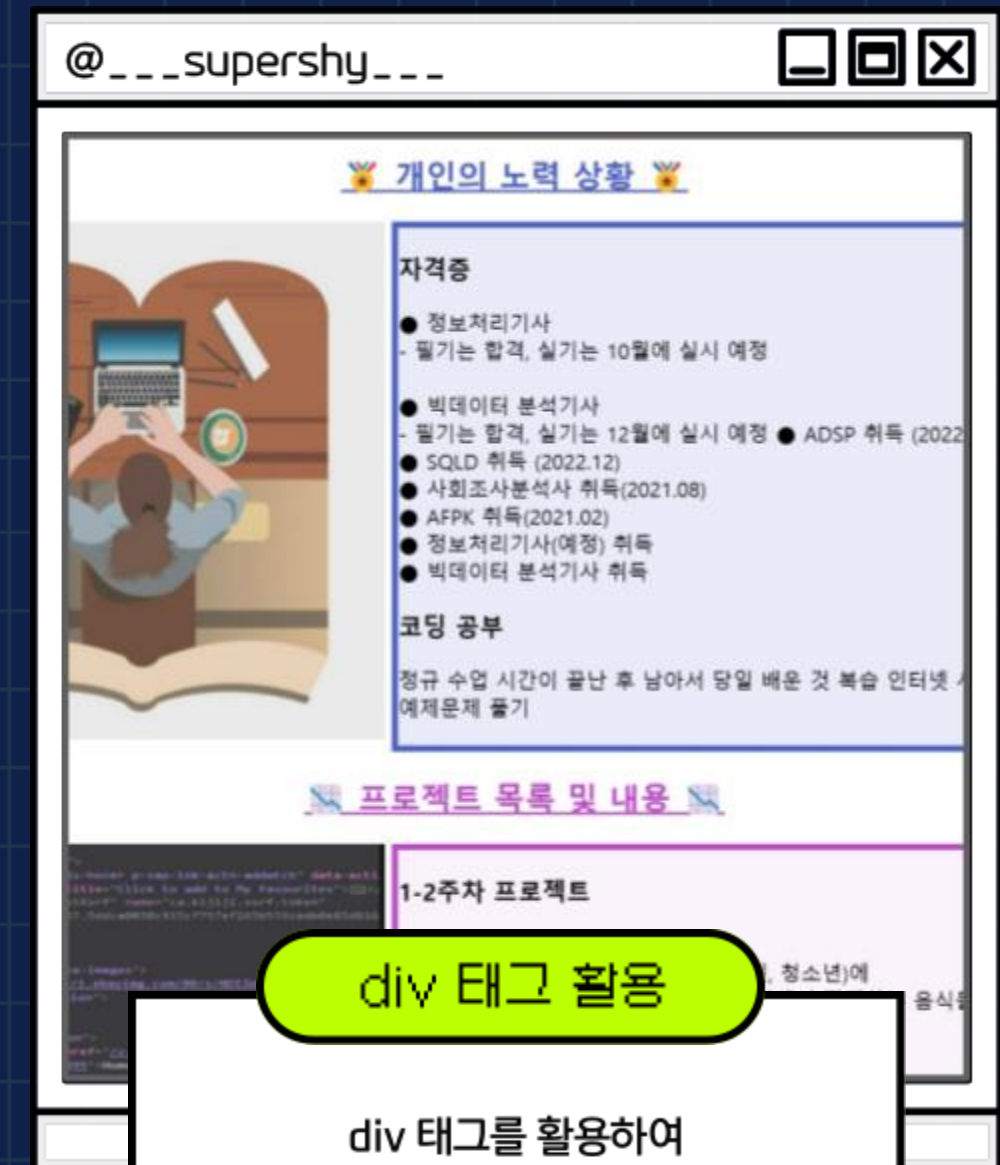 @___supershy___
개인의 노력 상황
자격증
● 정보처리기사
- 필기는 합격, 실기는 10월에 실시 예정
● 빅데이터 분석기사
- 필기는 합격, 실기는 12월에 실시 예정 ● ADSP 취득 (2022
● SQLD 취득 (2022.12)
● 사회조사분석사 취득(2021.08)
● AFPK 취득(2021.02)
● 정보처리기사(예정) 취득
● 빅데이터 분석기사 취득
코딩 공부
정규 수업 시간이 끝난 후 남아서 당일 배운 것 복습 인터넷
예제문제 풀기
프로젝트 목록 및 내용
1-2주차 프로젝트
, 청소년)에
음식을
div 태그 활용
div 태그를 활용하여